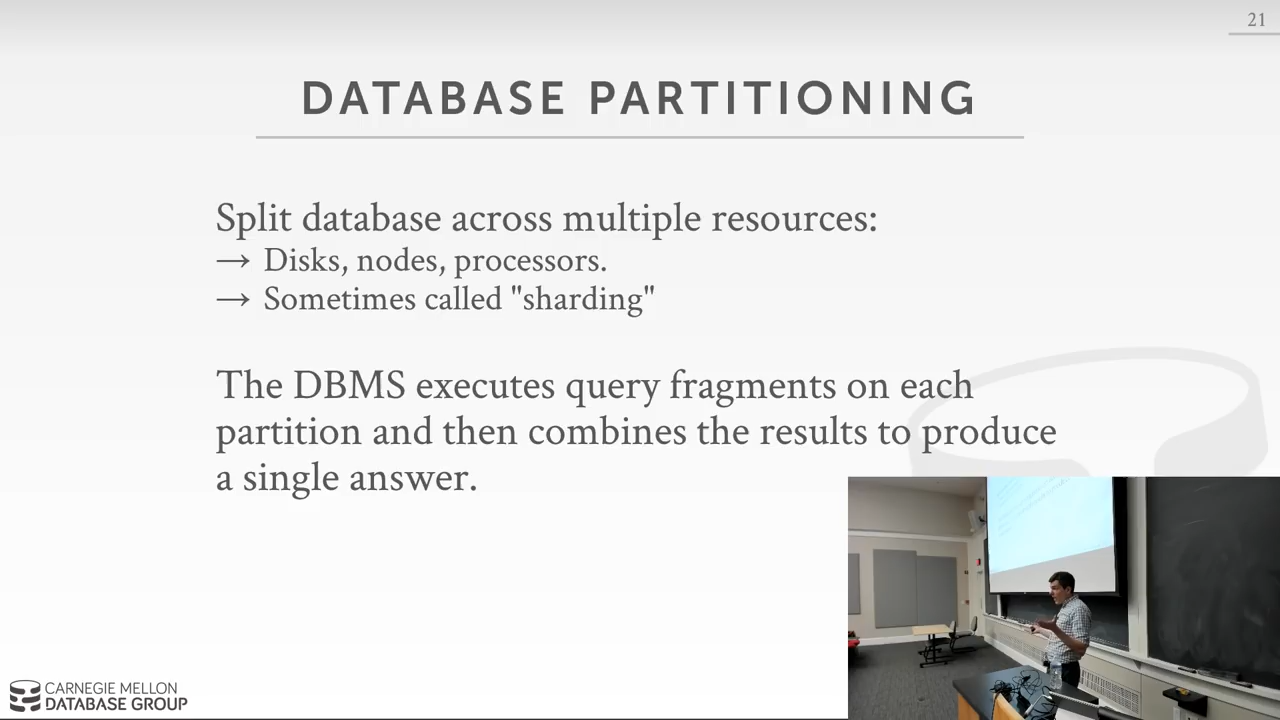 21
DATABASE PARTITIONING
Split database across multiple resources:
→ Disks, nodes, processors.
→ Sometimes called "sharding"
The DBMS executes query fragments on each
partition and then combines the results to produce
a single answer.
CARNEGIE MELLON
DATABASE GROUP